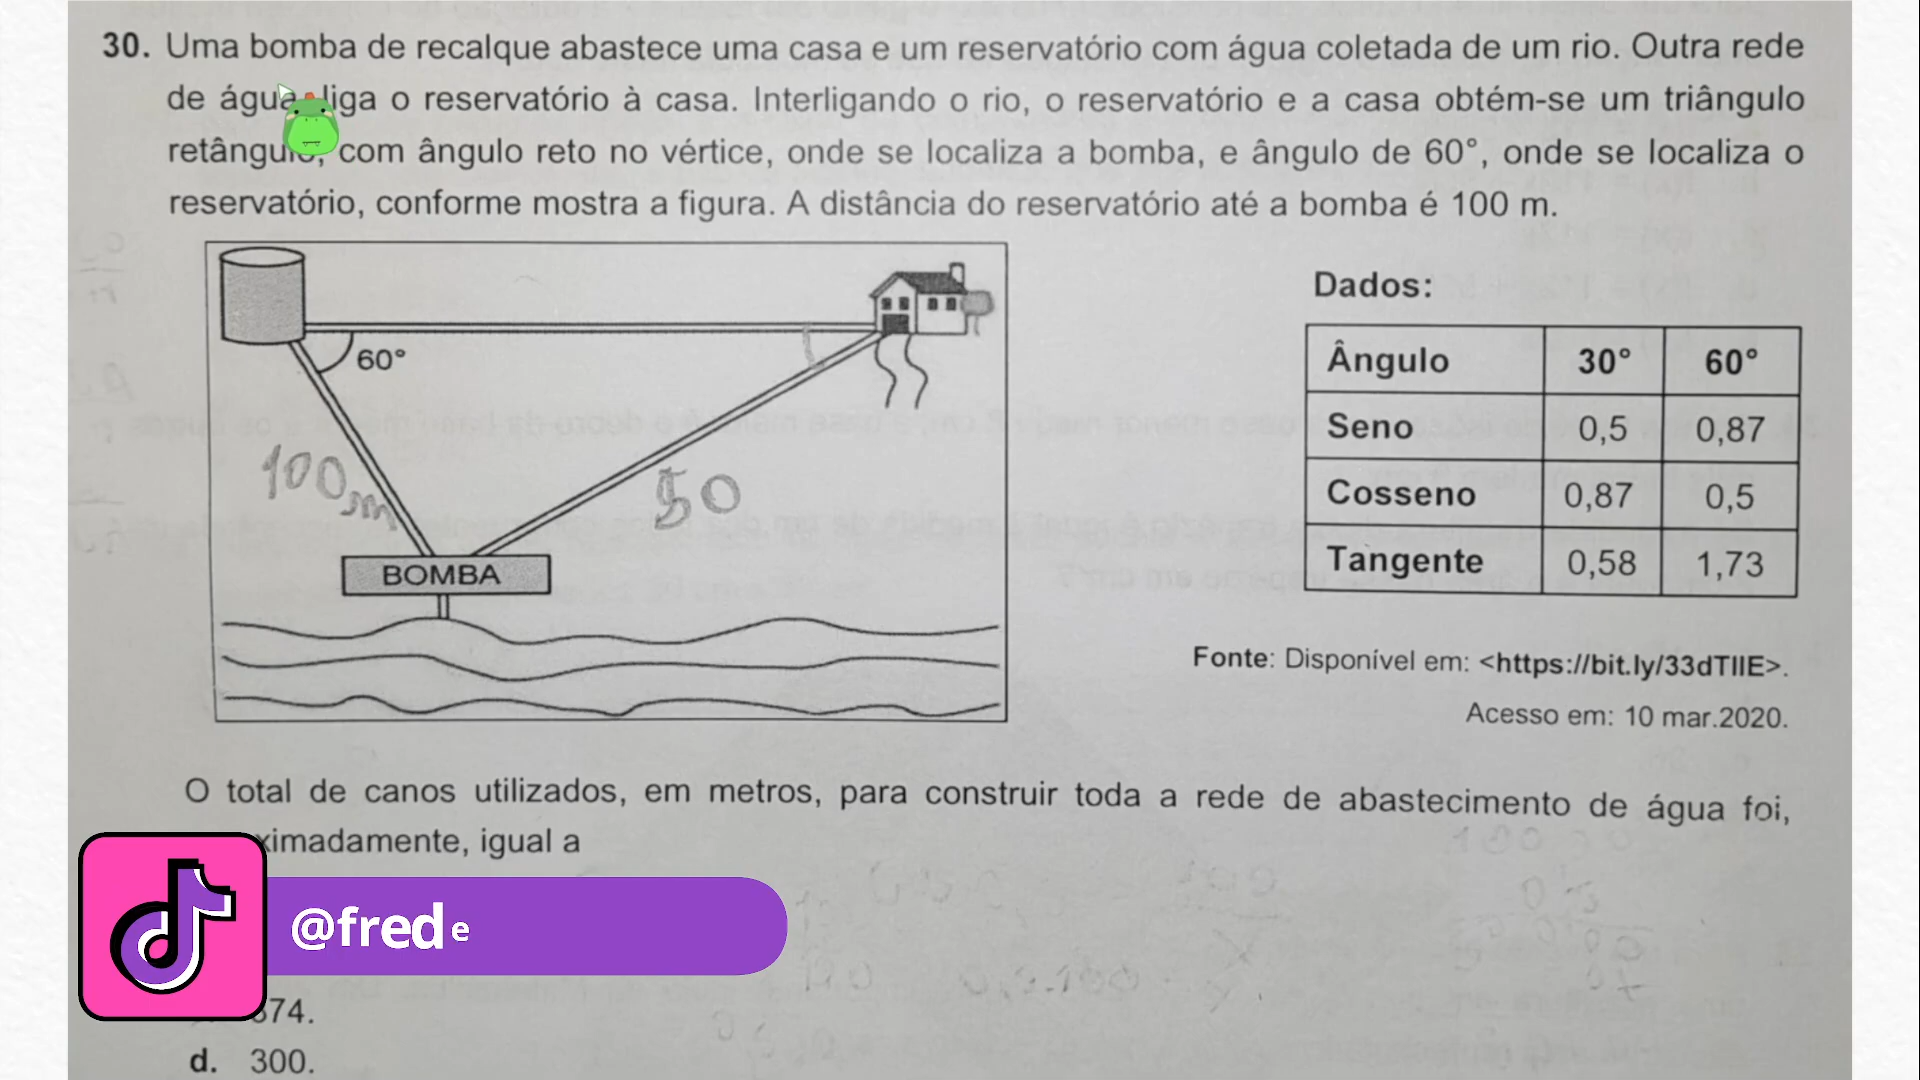 30. Uma bomba de recalque abastece uma casa e um reservatório com água coletada de um rio. Outra rede
de água liga o reservatório à casa. Interligando o rio, o reservatório e a casa obtém-se um triângulo
retângulo, com ângulo reto no vértice, onde se localiza a bomba, e ângulo de 60°, onde se localiza o
reservatório, conforme mostra a figura. A distância do reservatório até a bomba é 100 m.
60°
100m
50
BOMBA
Dados:
Ângulo 30° 60°
Seno 0,5 0,87
Cosseno 0,87 0,5
Tangente 0,58 1,73
Fonte: Disponível em: <https://bit.ly/33dTIIE>.
Acesso em: 10 mar.2020.
O total de canos utilizados, em metros, para construir toda a rede de abastecimento de água foi,
ximadamente, igual a
@frede
74.
d. 300.